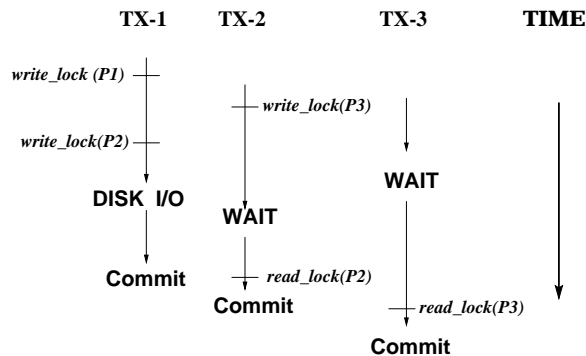 TX-1 TX-2 TX-3 TIME
write_lock (P1)
write_lock(P3)
write_lock(P2)
WAIT
DISK I/O
WAIT
read_lock(P2)
Commit
Commit
read_lock(P3)
Commit